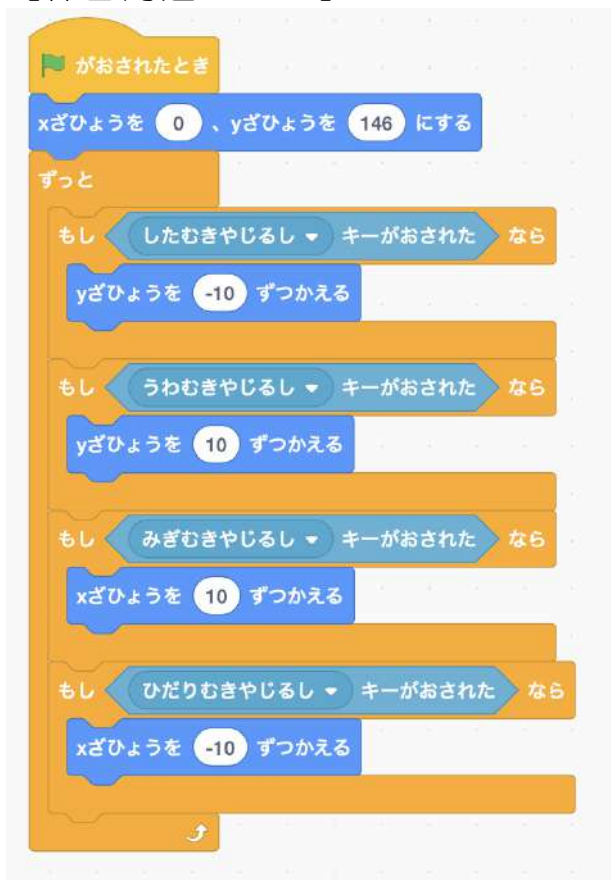 がおされたとき
xざひょうを 0 、yざひょうを 146 にする
ずっと
もし したむきやじるし キーがおされた なら
yざひょうを -10 ずつかえる
もし うわむきやじるし キーがおされた なら
yざひょうを 10 ずつかえる
もし みぎむきやじるし キーがおされた なら
xざひょうを 10 ずつかえる
もし ひだりむきやじるし キーがおされた なら
xざひょうを -10 ずつかえる